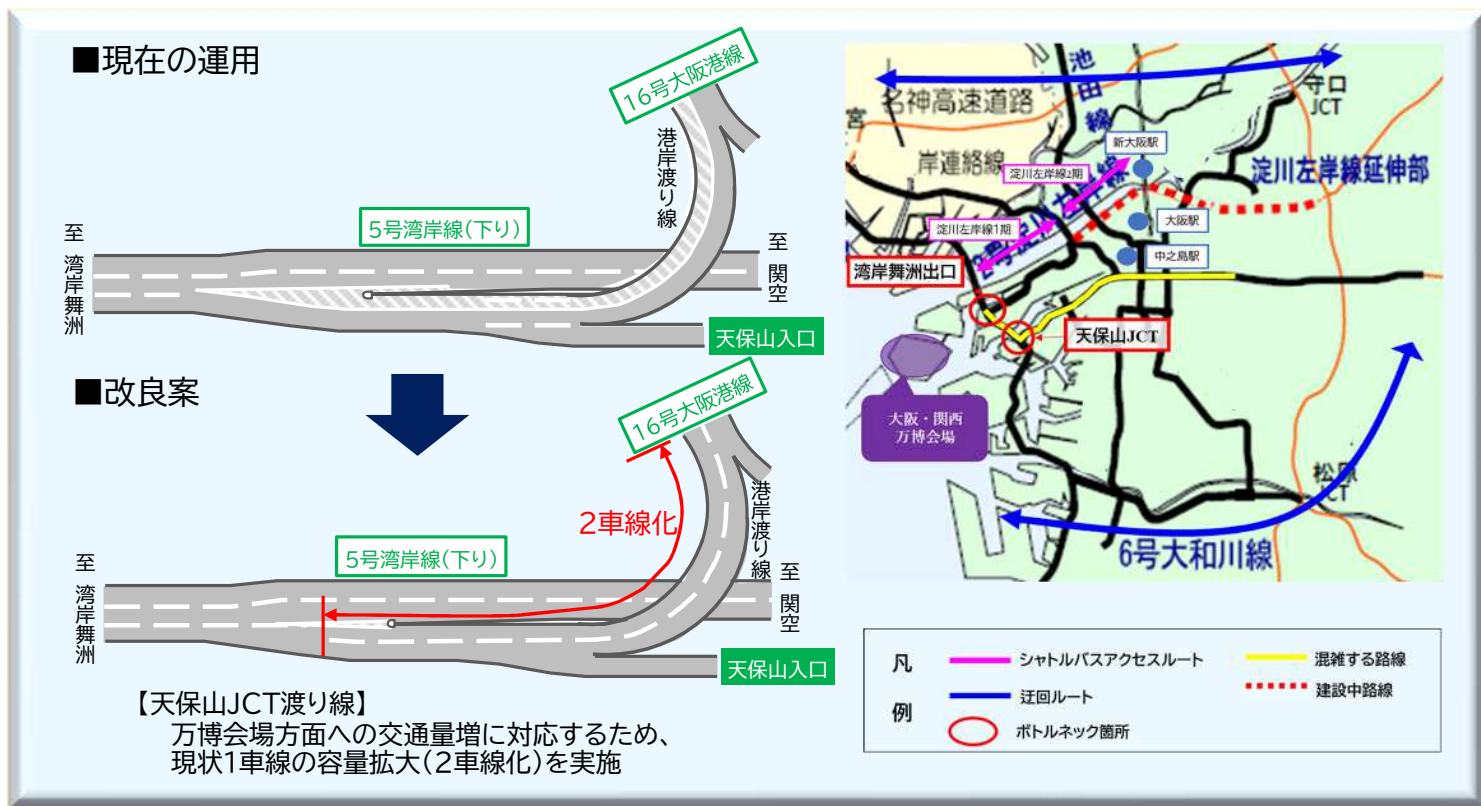 ■現在の運用
16号大阪港線
港岸渡り線
5号湾岸線(下り)
至 湾岸舞洲
至 関空
天保山入口
■改良案
16号大阪港線
港岸渡り線
2車線化
5号湾岸線(下り)
至 湾岸舞洲
至 関空
天保山入口
【天保山JCT渡り線】
万博会場方面への交通量増に対応するため、
現状1車線の容量拡大(2車線化)を実施
池田線
守口
JCT
名神高速道路
宮
新大阪駅
岸連絡線
淀川左岸線2期
淀川左岸線延伸部
大阪駅
淀川左岸線1期
中之島駅
湾岸舞洲出口
天保山JCT
大阪・関西
万博会場
松原
JCT
6号大和川線
凡例
シャトルバスアクセスルート
混雑する路線
迂回ルート
建設中路線
ボトルネック箇所